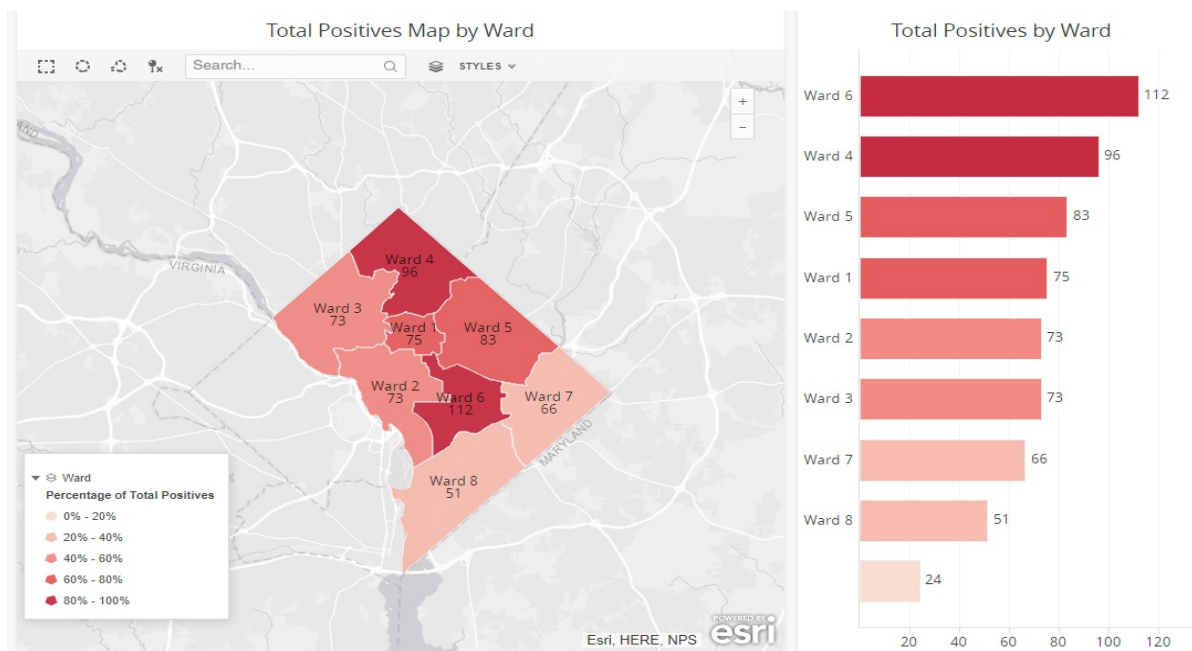 Total Positives Map by Ward
Search...
STYLES
+
−
VIRGINIA
MARYLAND
Ward 4
96
Ward 3
73
Ward 1
75
Ward 5
83
Ward 2
73
Ward 6
112
Ward 7
66
Ward 8
51
Ward
Percentage of Total Positives
0% - 20%
20% - 40%
40% - 60%
60% - 80%
80% - 100%
Esri, HERE, NPS
POWERED BY
esri
Total Positives by Ward
Ward 6 112
Ward 4 96
Ward 5 83
Ward 1 75
Ward 2 73
Ward 3 73
Ward 7 66
Ward 8 51
24
20 40 60 80 100 120